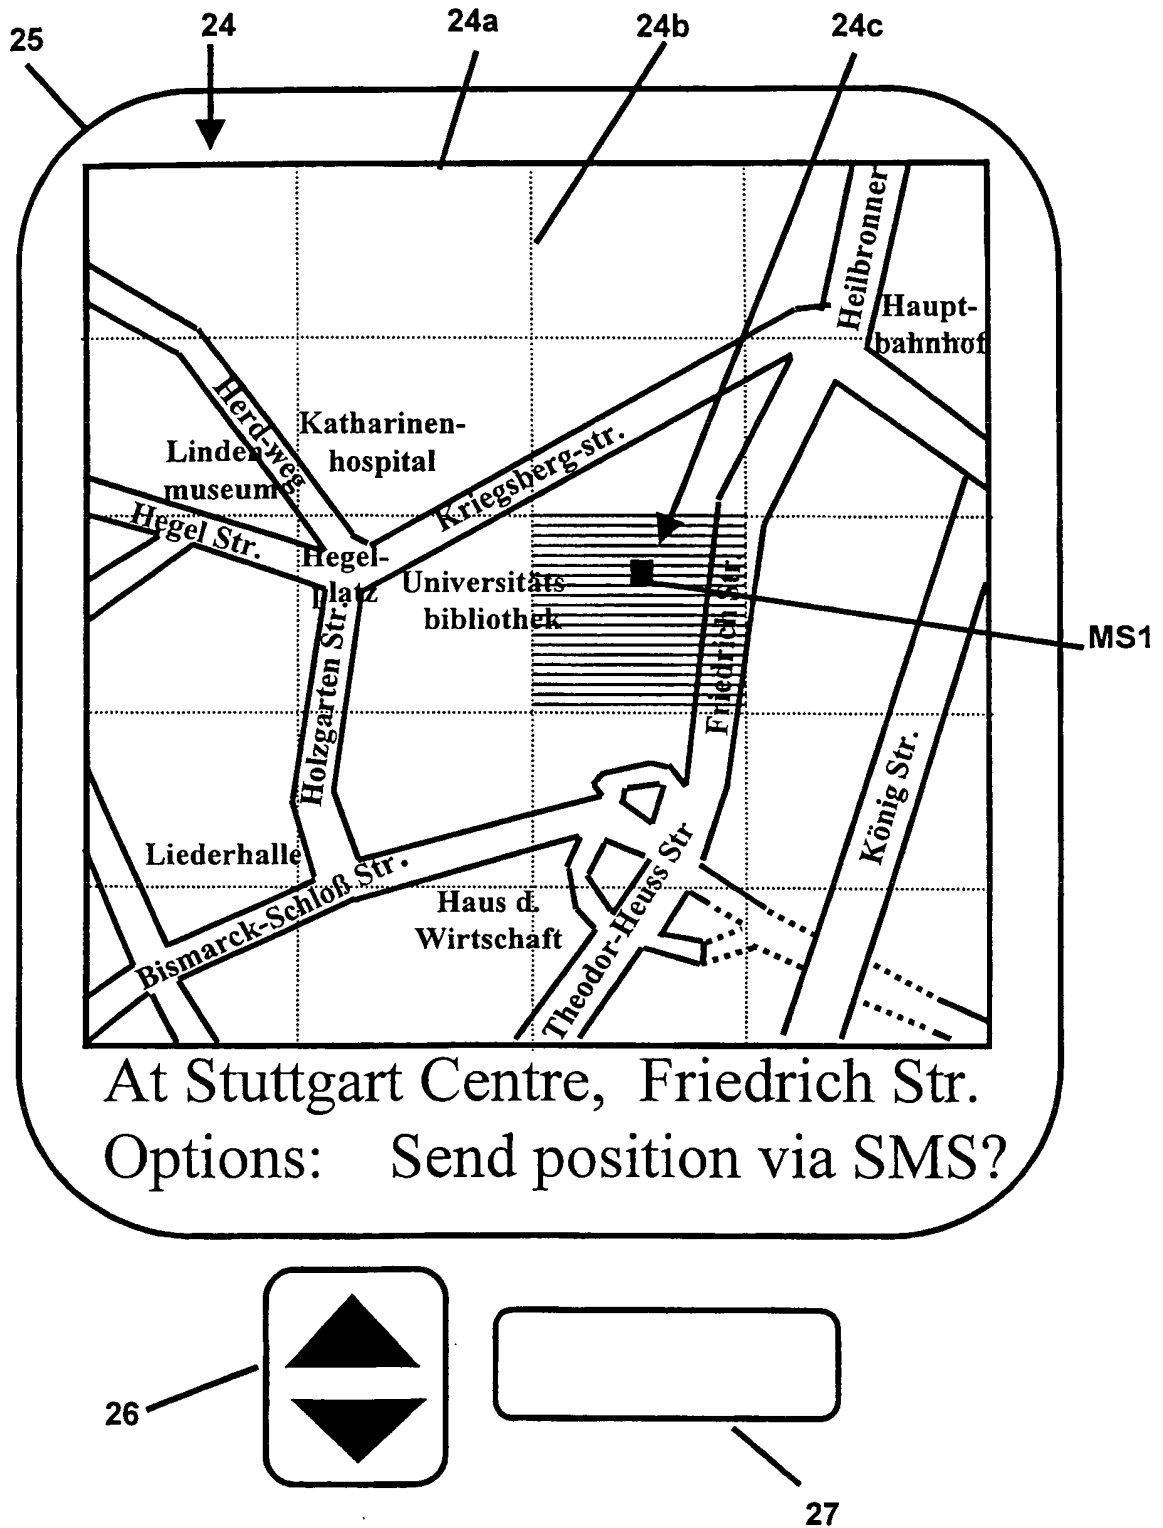 25
24
24a
24b
24c
Heilbronner
Haupt-
bahnhof
Herd-weg
Katharinen-
hospital
Linden
museum
Kriegsberg-str.
Hegel Str.
Hegel-
platz
Universitäts
bibliothek
Friedrich Str.
MS1
Holzgarten Str.
König Str.
Liederhalle
Bismarck-Schloß Str.
Haus d.
Wirtschaft
Theodor-Heuss Str
At Stuttgart Centre, Friedrich Str.
Options: Send position via SMS?
26
27